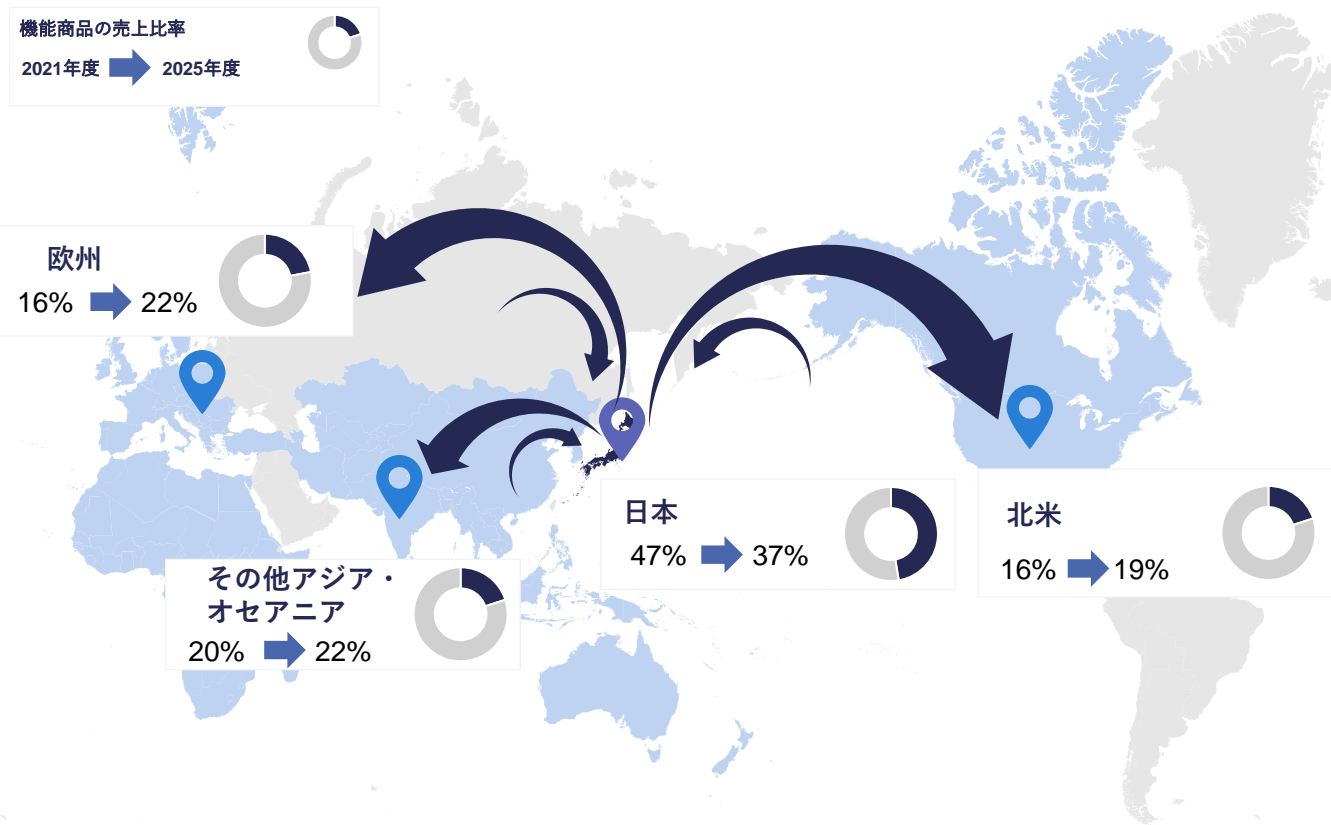 機能商品の売上比率
2021年度 2025年度
欧州
16% 22%
その他アジア・
オセアニア
20% 22%
日本
47% 37%
北米
16% 19%